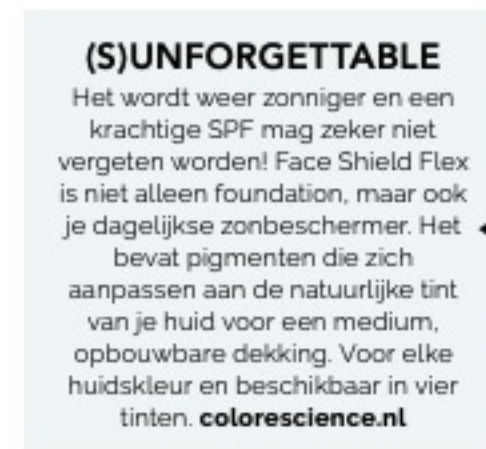 (S)UNFORGETTABLE
Het wordt weer zonniger en een
krachtige SPF mag zeker niet
vergeten worden! Face Shield Flex
is niet alleen foundation, maar ook
je dagelijkse zonbeschermer. Het
bevat pigmenten die zich
aanpassen aan de natuurlijke tint
van je huid voor een medium,
opbouwbare dekking. Voor elke
huidskleur en beschikbaar in vier
tinten. colorescience.nl